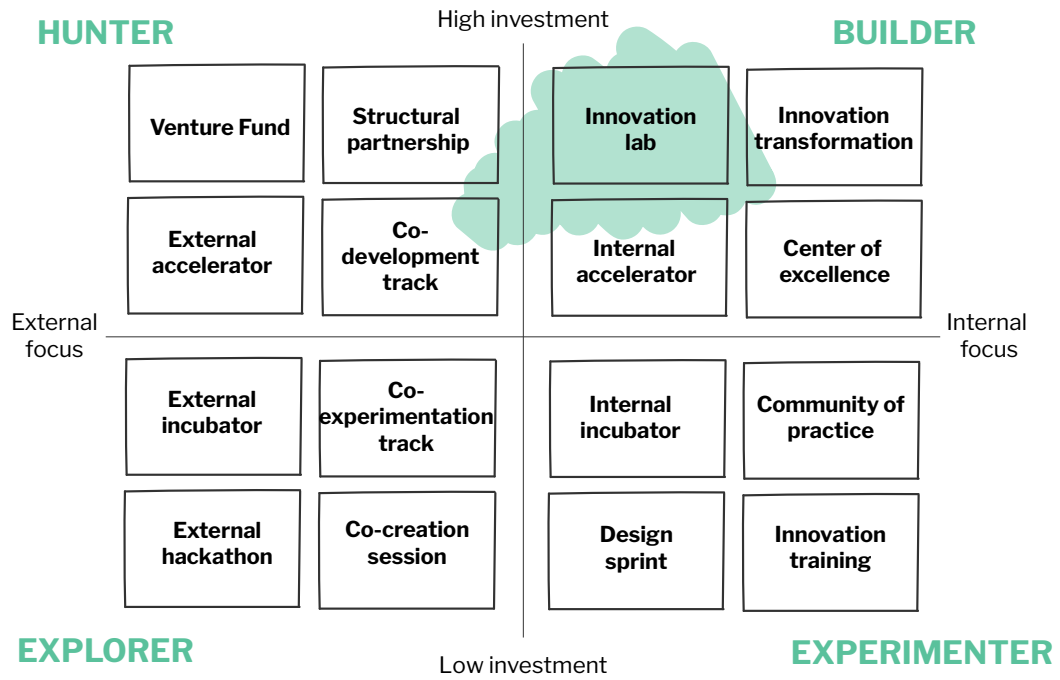 High investment
HUNTER
BUILDER
Venture Fund
Structural
partnership
Innovation
lab
Innovation
transformation
External
accelerator
Co-
development
track
Internal
accelerator
Center of
excellence
External
focus
Internal
focus
External
incubator
Co-
experimentation
track
Internal
incubator
Community of
practice
External
hackathon
Co-creation
session
Design
sprint
Innovation
training
EXPLORER
Low investment
EXPERIMENTER